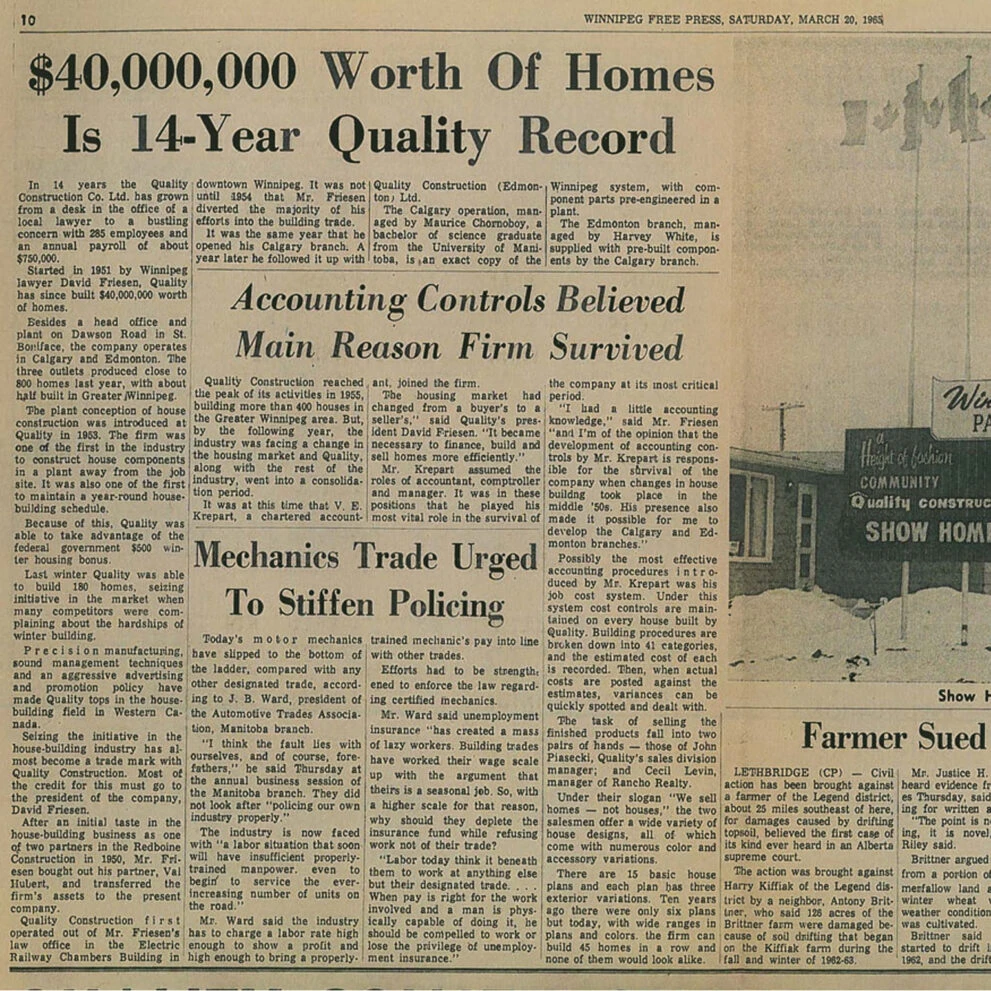 10
WINNIPEG FREE PRESS, SATURDAY, MARCH 20, 1965
$40,000,000 Worth Of Homes
Is 14-Year Quality Record
In 14 years the Quality
Construction Co. Ltd. has grown
from a desk in the office of a
local lawyer to a bustling
concern with 285 employees and
an annual payroll of about
$750,000.
Started in 1951 by Winnipeg
lawyer David Friesen, Quality
has since built $40,000,000 worth
of homes.
Besides a head office and
plant on Dawson Road in St.
Boniface, the company operates
in Calgary and Edmonton. The
three outlets produced close to
800 homes last year, with about
half built in Greater Winnipeg.
The plant conception of house
construction was introduced at
Quality in 1953. The firm was
one of the first in the industry
to construct house components
in a plant away from the job
site. It was also one of the first
to maintain a year-round house-
building schedule.
Because of this, Quality was
able to take advantage of the
federal government $500 win-
ter housing bonus.
Last winter Quality was able
to build 180 homes, seizing
initiative in the market when
many competitors were com-
plaining about the hardships of
winter building.
Precision manufacturing,
sound management techniques
and an aggressive advertising
and promotion policy have
made Quality tops in the house-
building field in Western Ca-
nada.
Seizing the initiative in the
house-building industry has al-
most become a trade mark with
Quality Construction. Most of
the credit for this must go to
the president of the company,
David Friesen.
After an initial taste in the
house-building business as one
of two partners in the Redboine
Construction in 1950, Mr. Fri-
esen bought out his partner, Val
Hubert, and transferred the
firm's assets to the present
company.
Quality Construction first
operated out of Mr. Friesen's
law office in the Electric
Railway Chambers Building in
downtown Winnipeg. It was not
until 1954 that Mr. Friesen
diverted the majority of his
efforts into the building trade.
It was the same year that he
opened his Calgary branch. A
year later he followed it up with
Quality Construction (Edmon-
ton) Ltd.
The Calgary operation, man-
aged by Maurice Chornoboy, a
bachelor of science graduate
from the University of Mani-
toba, is an exact copy of the
Winnipeg system, with com-
ponent parts pre-engineered in a
plant.
The Edmonton branch, man-
aged by Harvey White, is
supplied with pre-built compon-
ents by the Calgary branch.
Accounting Controls Believed
Main Reason Firm Survived
Quality Construction reached
the peak of its activities in 1955,
building more than 400 houses in
the Greater Winnipeg area. But,
by the following year, the
industry was facing a change in
the housing market and Quality,
along with the rest of the
industry, went into a consolida-
tion period.
It was at this time that V. E.
Krepart, a chartered account-
ant, joined the firm.
The housing market had
changed from a buyer's to a
seller's," said Quality's pres-
ident David Friesen. "It became
necessary to finance, build and
sell homes more efficiently."
Mr. Krepart assumed the
roles of accountant, comptroller
and manager. It was in these
positions that he played his
most vital role in the survival of
the company at its most critical
period.
"I had a little accounting
knowledge," said Mr. Friesen
"and I'm of the opinion that the
development of accounting con-
trols by Mr. Krepart is respons-
ible for the survival of the
company when changes in house
buildng took place in the
middle '50s. His presence also
made it possible for me to
develop the Calgary and Ed-
monton branches."
Possibly the most effective
accounting procedures intro-
duced by Mr. Krepart was his
job cost system. Under this
system cost controls are main-
tained on every house built by
Quality. Building procedures are
broken down into 41 categories,
and the estimated cost of each
is recorded. Then, when actual
costs are posted against the
estimates, variances can be
quickly spotted and dealt with.
The task of selling the
finished products fall into two
pairs of hands — those of John
Piasecki, Quality's sales division
manager; and Cecil Levin,
manager of Rancho Realty.
Under their slogan "We sell
homes — not houses," the two
salesmen offer a wide variety of
house designs, all of which
come with numerous color and
accessory variations.
There are 15 basic house
plans and each plan has three
exterior variations. Ten years
ago there were only six plans
but today, with wide ranges in
plans and colors. the firm can
build 45 homes in a row and
none of them would look alike.
Mechanics Trade Urged
To Stiffen Policing
Today's motor mechanics
have slipped to the bottom of
the ladder, compared with any
other designated trade, accord-
ing to J. B. Ward, president of
the Automotive Trades Associa-
tion, Manitoba branch.
"I think the fault lies with
ourselves, and of course, fore-
fathers," he said Thursday at
the annual business session of
the Manitoba branch. They did
not look after "policing our own
industry properly."
The industry is now faced
with "a labor situation that soon
will have insufficient properly-
trained manpower. even to
begin to service the ever-
increasing number of units on
the road."
Mr. Ward said the industry
has to charge a labor rate high
enough to show a profit and
high enough to bring a properly-
trained mechanic's pay into line
with other trades.
Efforts had to be strength-
ened to enforce the law regard-
ing certified mechanics.
Mr. Ward said unemployment
insurance "has created a mass
of lazy workers. Building trades
have worked their wage scale
up with the argument that
theirs is a seasonal job. So, with
a higher scale for that reason,
why should they deplete the
insurance fund while refusing
work not of their trade?
"Labor today think it beneath
them to work at anything else
but their designated trade. . . .
When pay is right for the work
involved and a man is phys-
ically capable of doing it, he
should be compelled to work or
lose the privilege of unemploy-
ment insurance."
PA
a
Height of fashion
COMMUNITY
Quality CONSTRUC
SHOW HOM
Show H
Farmer Sued
LETHBRIDGE (CP) — Civil
action has been brought against
a farmer of the Legend district,
about 25 miles southeast of here,
for damages caused by drifting
topsoil, believed the first case of
its kind ever heard in an Alberta
supreme court.
The action was brought against
Harry Kiffiak of the Legend dis-
trict by a neighbor, Antony Brit-
tner, who said 126 acres of the
Brittner farm were damaged be-
cause of soil drifting that began
on the Kiffiak farm during the
fall and winter of 1962-63.
Mr. Justice H.
heard evidence fr
es Thursday, said
ing for written a
"The point is n
ing, it is novel,
Riley said.
Brittner argued
from a portion of
merfallow land a
winter wheat
weather condition
was cultivated.
Brittner said
started to drift i
1962, and the drift